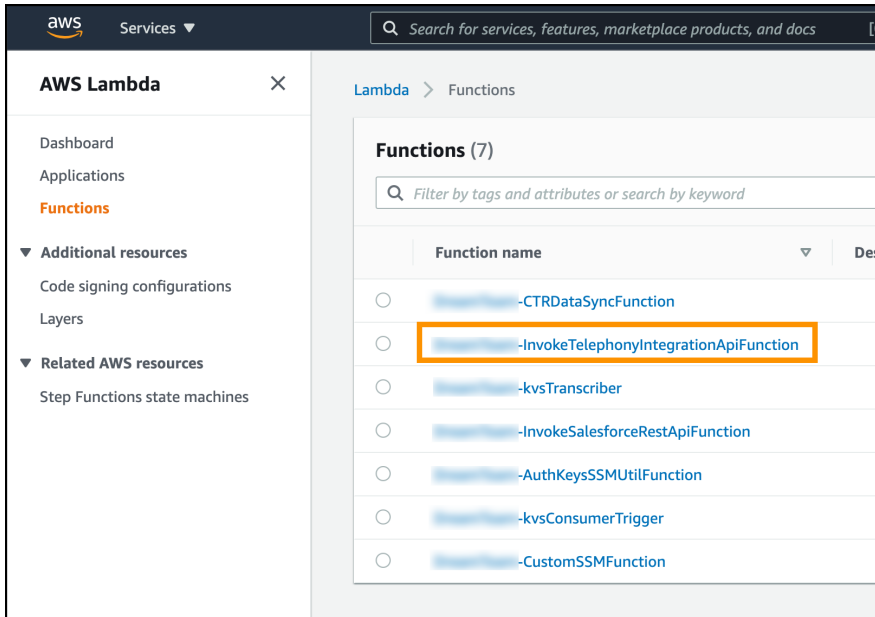 aws
Services ▼
Search for services, features, marketplace products, and docs
AWS Lambda
Dashboard
Applications
Functions
Additional resources
Code signing configurations
Layers
Related AWS resources
Step Functions state machines
Lambda > Functions
Functions (7)
Filter by tags and attributes or search by keyword
Function name
-CTRDataSyncFunction
-InvokeTelephonyIntegrationApiFunction
-kvsTranscriber
-InvokeSalesforceRestApiFunction
-AuthKeysSSMUtilFunction
-kvsConsumerTrigger
-CustomSSMFunction